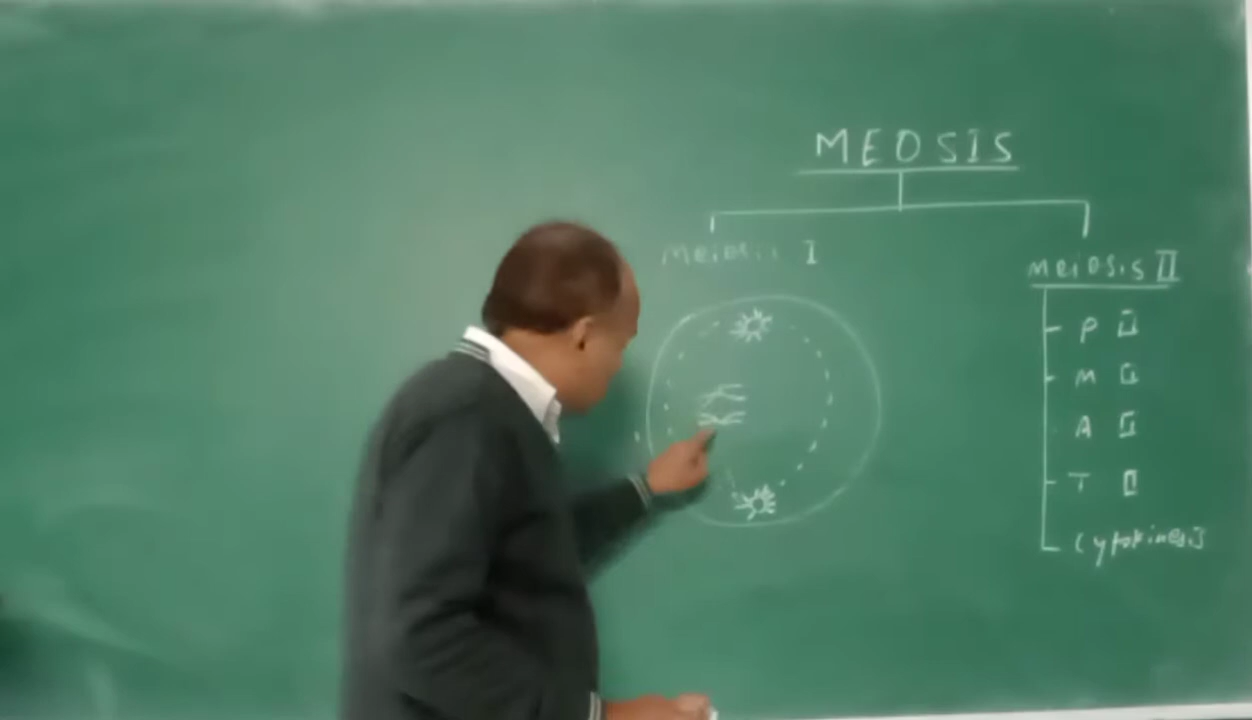 MEOSIS
meiosis I
meiosis II
P II
M II
A II
T II
Cytokinesis